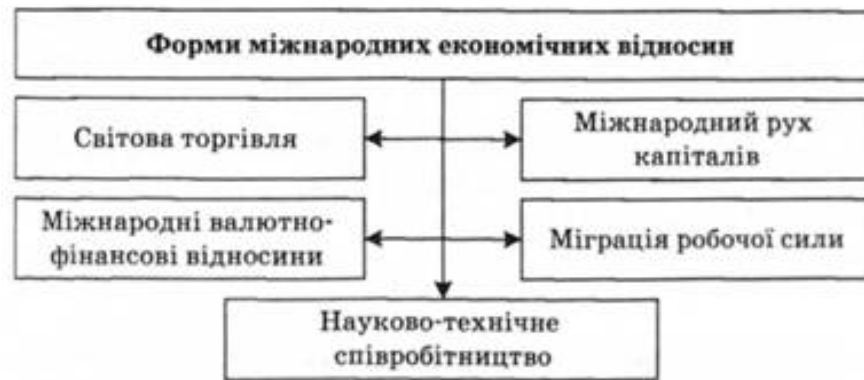 Форми міжнародних економічних відносин
Світова торгівля
Міжнародний рух
капіталів
Міжнародні валютно-
фінансові відносини
Міграція робочої сили
Науково-технічне
співробітництво